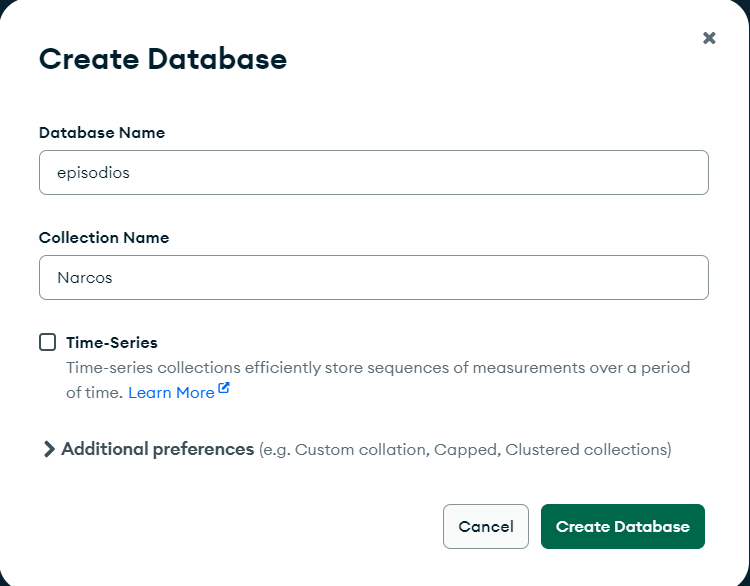 Create Database
Database Name
episodios
Collection Name
Narcos
Time-Series
Time-series collections efficiently store sequences of measurements over a period
of time. Learn More
Additional preferences (e.g. Custom collation, Capped, Clustered collections)
Cancel
Create Database